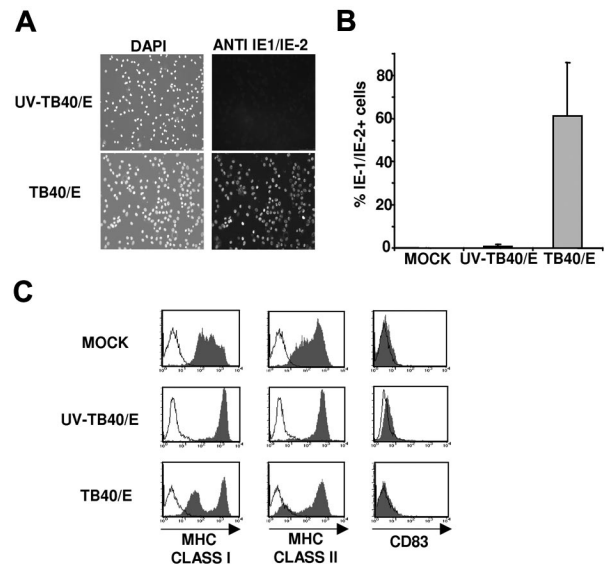 A
DAPI
ANTI IE1/IE-2
UV-TB40/E
TB40/E
B
% IE-1/IE-2+ cells
80
60
40
20
0
MOCK
UV-TB40/E
TB40/E
C
MOCK
UV-TB40/E
TB40/E
MHC
CLASS I
MHC
CLASS II
CD83